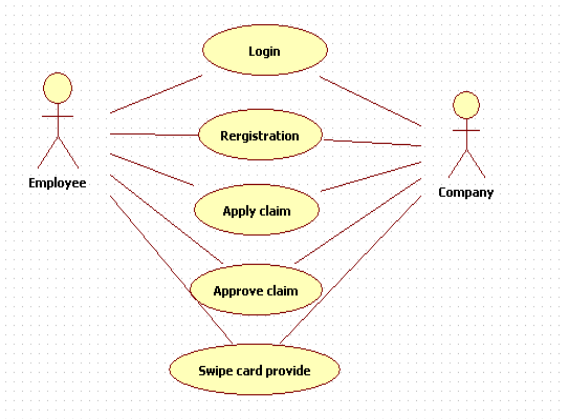 Login
Rergistration
Employee
Company
Apply claim
Approve claim
Swipe card provide